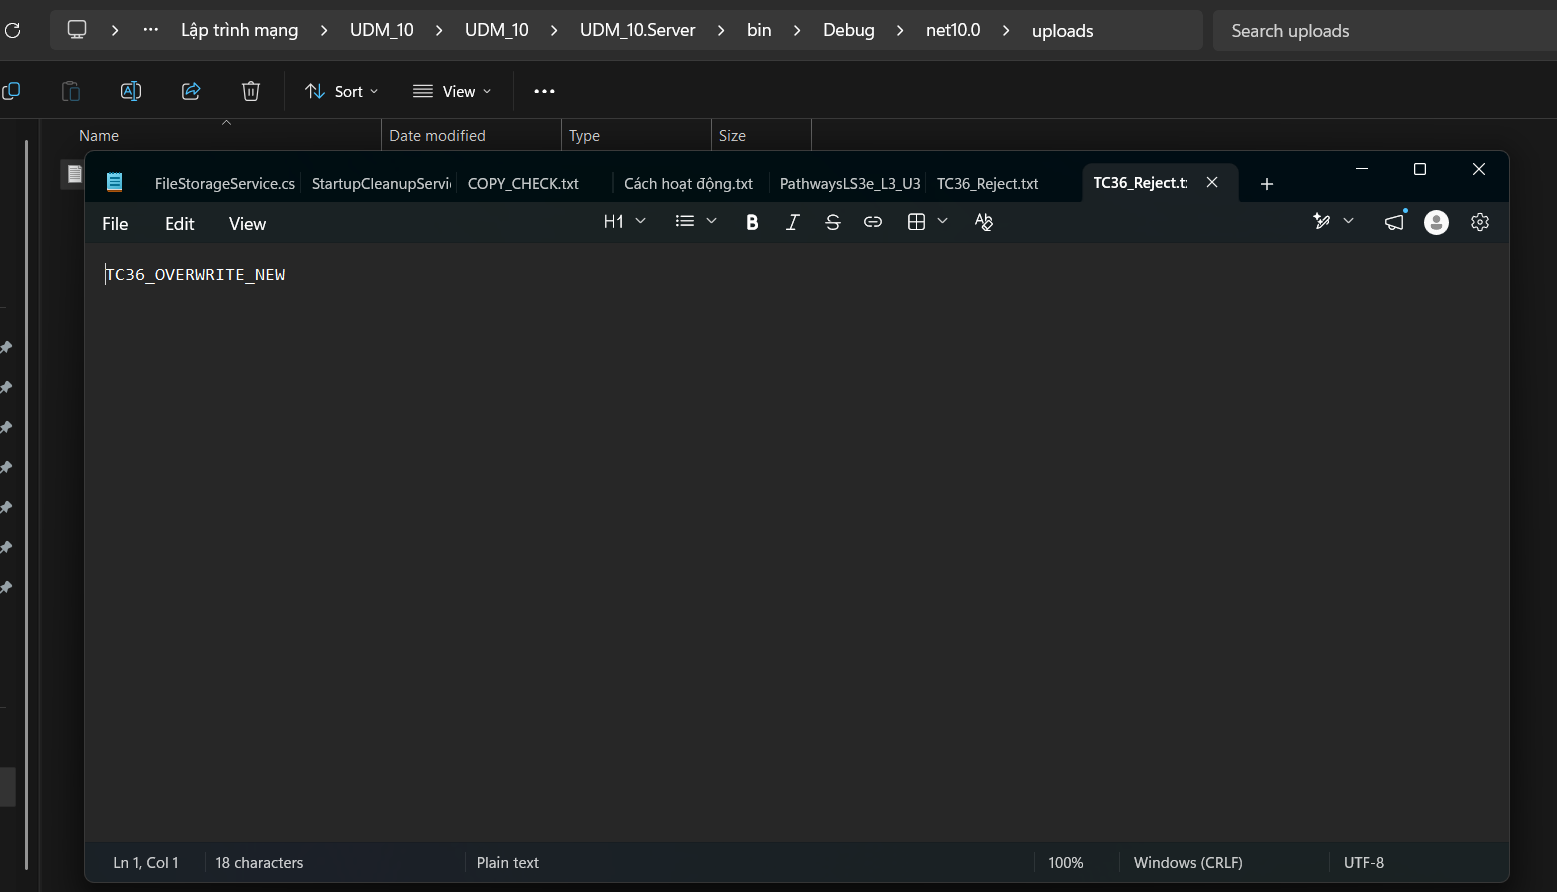 Lập trình mạng > UDM_10 > UDM_10 > UDM_10.Server > bin > Debug > net10.0 > uploads
Search uploads
Sort
View
Name
Date modified
Type
Size
FileStorageService.cs
StartupCleanupServi
COPY_CHECK.txt
Cách hoạt động.txt
PathwaysLS3e_L3_U3
TC36_Reject.txt
TC36_Reject.t
File
Edit
View
H1
TC36_OVERWRITE_NEW
Ln 1, Col 1
18 characters
Plain text
100%
Windows (CRLF)
UTF-8